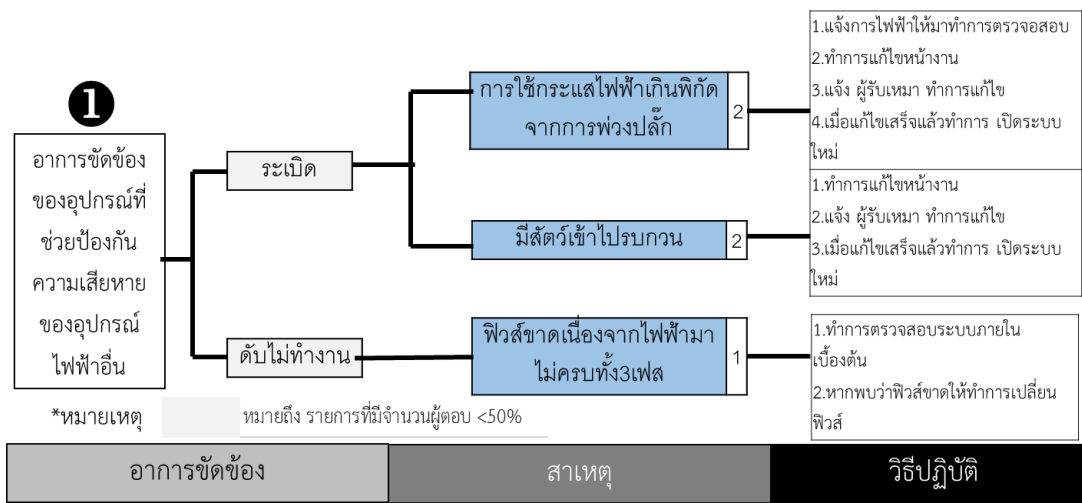 ❶
อาการขัดข้อง
ของอุปกรณ์ที่
ช่วยป้องกัน
ความเสียหาย
ของอุปกรณ์
ไฟฟ้าอื่น
ระเบิด
ดับไม่ทำงาน
การใช้กระแสไฟฟ้าเกินพิกัด
จากการพ่วงปลั๊ก
2
มีสัตว์เข้าไปรบกวน
2
ฟิวส์ขาดเนื่องจากไฟฟ้ามา
ไม่ครบทั้ง3เฟส
1
1.แจ้งการไฟฟ้าให้มาทำการตรวจอสอบ
2.ทำการแก้ไขหน้างาน
3.แจ้ง ผู้รับเหมา ทำการแก้ไข
4.เมื่อแก้ไขเสร็จแล้วทำการ เปิดระบบ
ใหม่
1.ทำการแก้ไขหน้างาน
2.แจ้ง ผู้รับเหมา ทำการแก้ไข
3.เมื่อแก้ไขเสร็จแล้วทำการ เปิดระบบ
ใหม่
1.ทำการตรวจสอบระบบภายใน
เบื้องต้น
2.หากพบว่าฟิวส์ขาดให้ทำการเปลี่ยน
ฟิวส์
*หมายเหตุ หมายถึง รายการที่มีจำนวนผู้ตอบ <50%
อาการขัดข้อง สาเหตุ วิธีปฏิบัติ